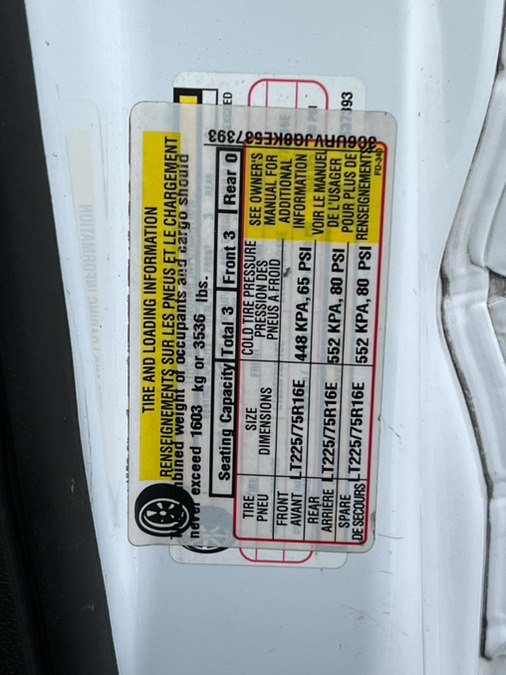 TIRE AND LOADING INFORMATION
RENSEIGNEMENTS SUR LES PNEUS ET LE CHARGEMENT
combined weight of occupants and cargo should
never exceed 1603 kg or 3536 lbs.
Seating Capacity Total 3 Front 3 Rear 0
TIRE PNEU SIZE DIMENSIONS COLD TIRE PRESSURE PRESSION DES PNEUS A FROID
FRONT AVANT LT225/75R16E 448 KPA, 65 PSI
REAR ARRIÈRE LT225/75R16E 552 KPA, 80 PSI
SPARE DE SECOURS LT225/75R16E 552 KPA, 80 PSI
SEE OWNER'S
MANUAL FOR
ADDITIONAL
INFORMATION
VOIR LE MANUEL
DE L'USAGER
POUR PLUS DE
RENSEIGNEMENTS